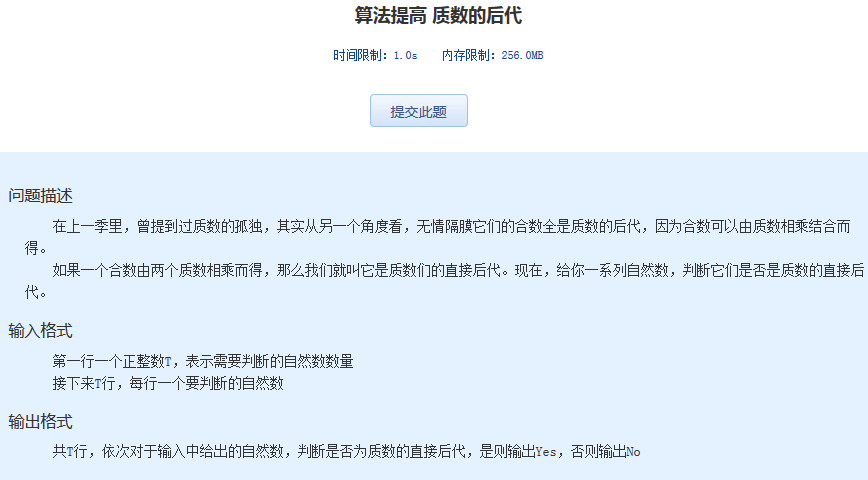 算法提高 质数的后代
时间限制：1.0s 内存限制：256.0MB
提交此题
问题描述
在上一季里，曾提到过质数的孤独，其实从另一个角度看，无情隔膜它们的合数全是质数的后代，因为合数可以由质数相乘结合而
得。
如果一个合数由两个质数相乘而得，那么我们就叫它是质数们的直接后代。现在，给你一系列自然数，判断它们是否是质数的直接后
代。
输入格式
第一行一个正整数T，表示需要判断的自然数数量
接下来T行，每行一个要判断的自然数
输出格式
共T行，依次对于输入中给出的自然数，判断是否为质数的直接后代，是则输出Yes，否则输出No